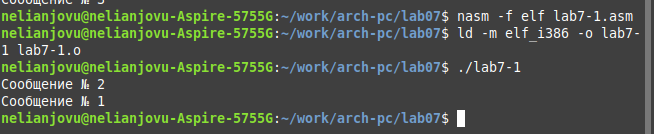 Сообщение № 3
nelianjovu@nelianjovu-Aspire-5755G:~/work/arch-pc/lab07$ nasm -f elf lab7-1.asm
nelianjovu@nelianjovu-Aspire-5755G:~/work/arch-pc/lab07$ ld -m elf_i386 -o lab7-
1 lab7-1.o
nelianjovu@nelianjovu-Aspire-5755G:~/work/arch-pc/lab07$ ./lab7-1
Сообщение № 2
Сообщение № 1
nelianjovu@nelianjovu-Aspire-5755G:~/work/arch-pc/lab07$